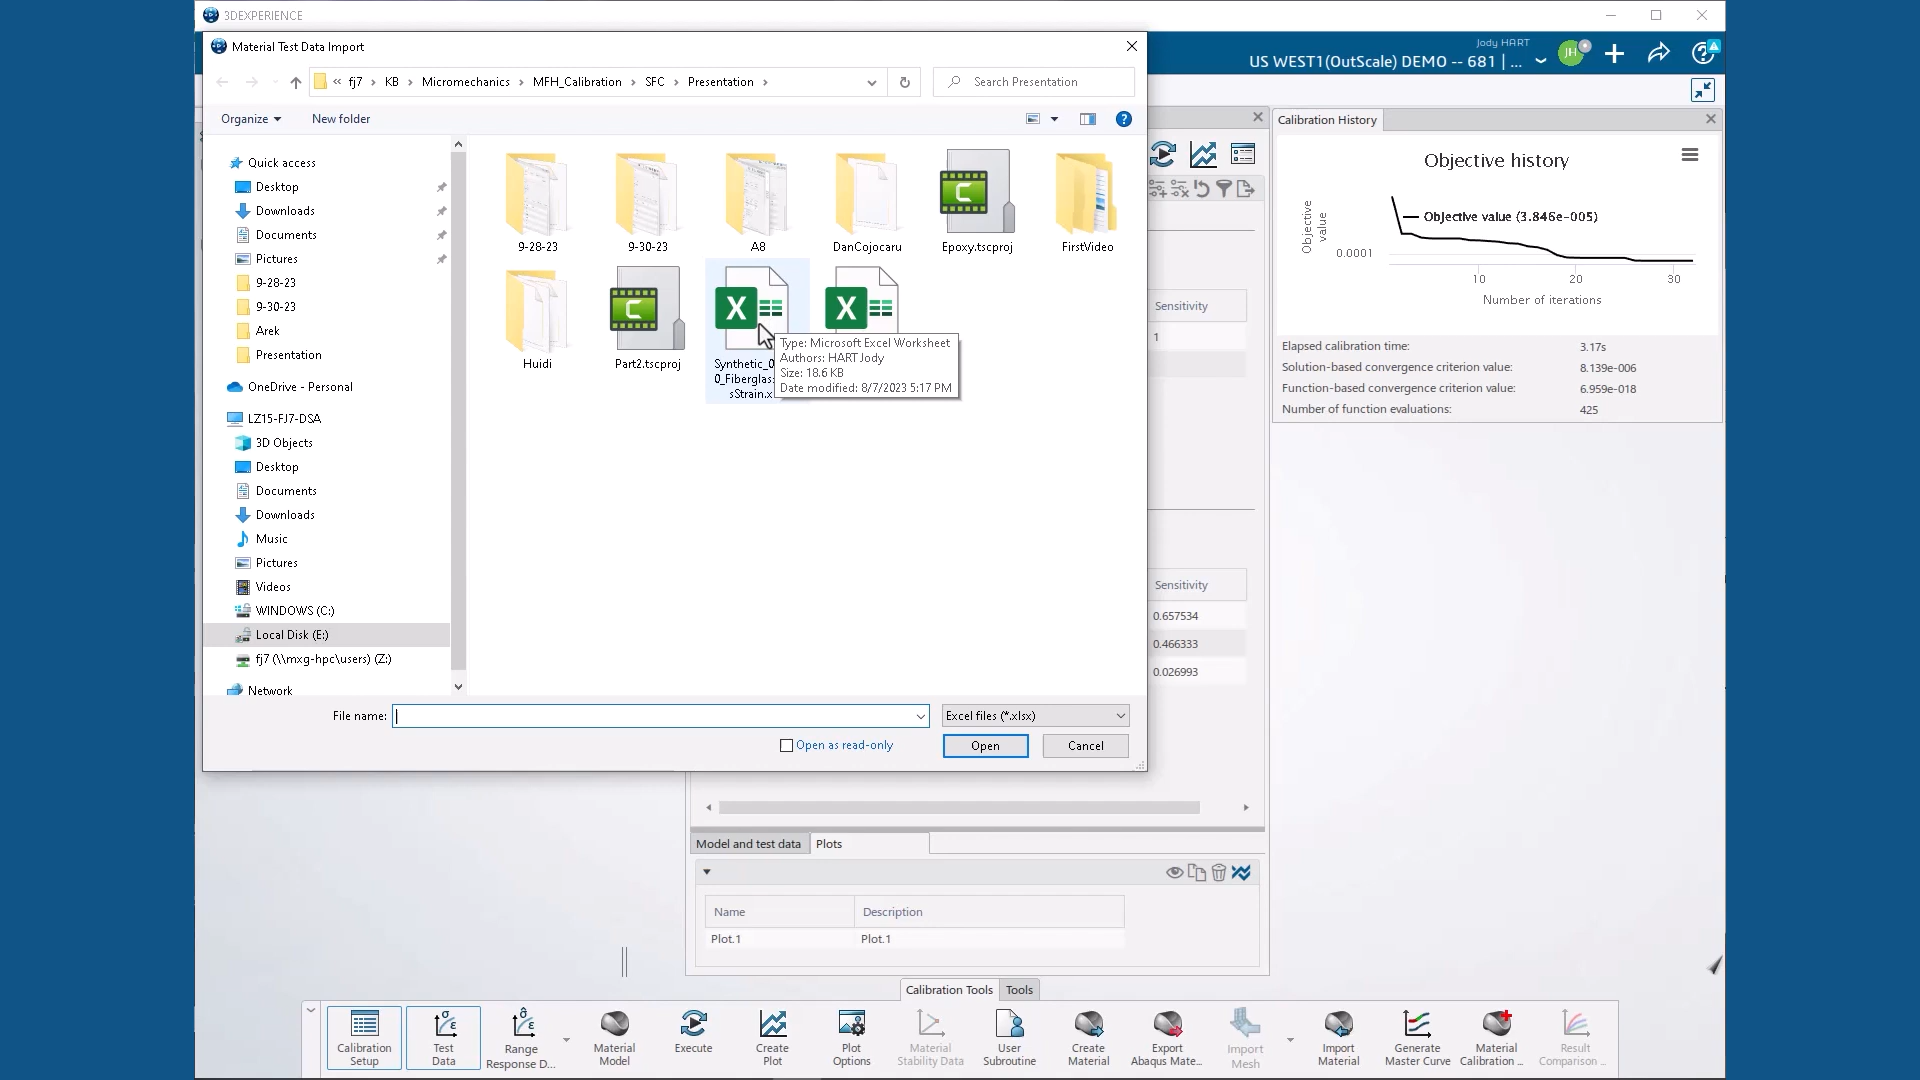 3DEXPERIENCE
Material Test Data Import
Jody HART
US WEST1(OutScale) DEMO -- 681 | ...
JH
« fj7 > KB > Micromechanics > MFH_Calibration > SFC > Presentation >
Search Presentation
Organize
New folder
Calibration History
Quick access
Desktop
Downloads
Documents
Pictures
9-28-23
9-30-23
Arek
Presentation
OneDrive - Personal
LZ15-FJ7-DSA
3D Objects
Desktop
Documents
Downloads
Music
Pictures
Videos
WINDOWS (C:)
Local Disk (E:)
fj7 (\\mxg-hpc\users) (Z:)
Network
9-28-23
9-30-23
A8
DanCojocaru
Epoxy.tscproj
FirstVideo
Huidi
Part2.tscproj
Synthetic_0
0_Fiberglas
sStrain.x
Type: Microsoft Excel Worksheet
Authors: HART Jody
Size: 18.6 KB
Date modified: 8/7/2023 5:17 PM
File name:
Excel files (*.xlsx)
Open as read-only
Open
Cancel
Objective history
Objective value (3.846e-005)
Objective
value
0.0001
10
20
30
Number of iterations
Elapsed calibration time: 3.17s
Solution-based convergence criterion value: 8.139e-006
Function-based convergence criterion value: 6.959e-018
Number of function evaluations: 425
Sensitivity
1
Sensitivity
0.657534
0.466333
0.026993
Model and test data
Plots
Name
Description
Plot.1
Plot.1
Calibration Tools
Tools
Calibration
Setup
Test
Data
Range
Response D...
Material
Model
Execute
Create
Plot
Plot
Options
Material
Stability Data
User
Subroutine
Create
Material
Export
Abaqus Mate...
Import
Mesh
Import
Material
Generate
Master Curve
Material
Calibration ...
Result
Comparison ...